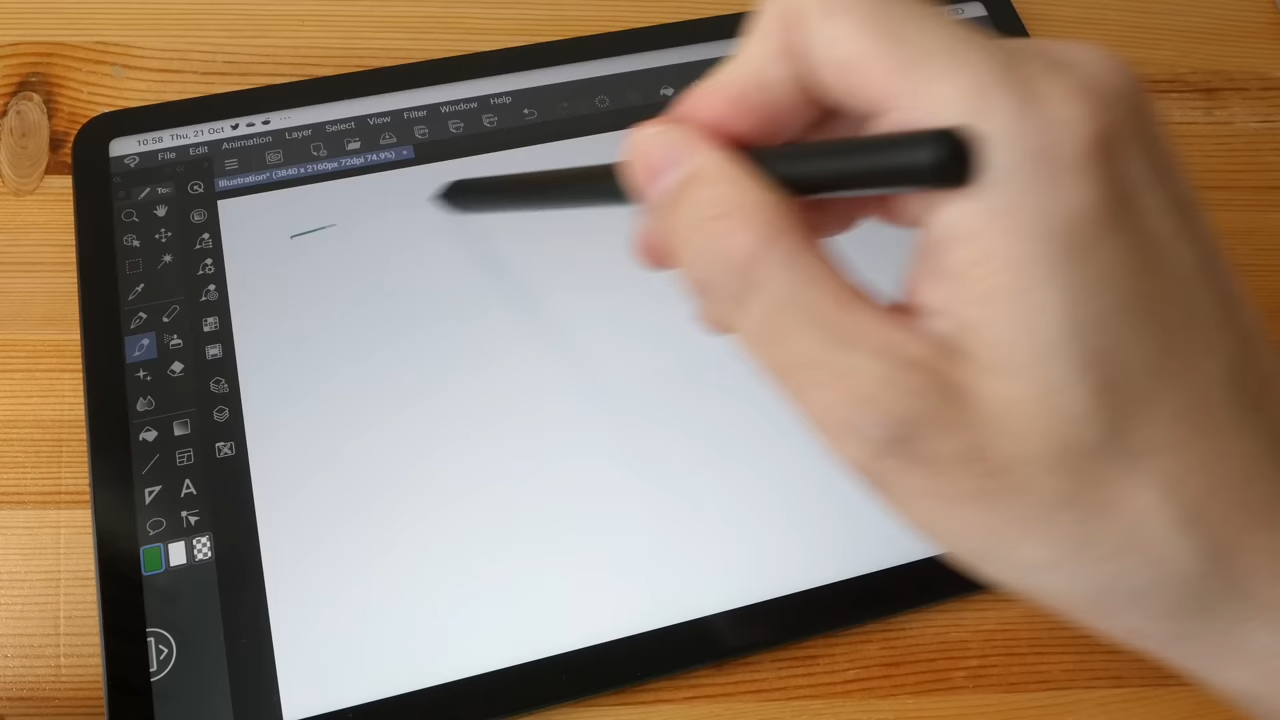 10:58 Thu, 21 Oct
File Edit Animation Layer Select View Filter Window Help
Illustration* (3840 x 2160px 72dpi 74.9%)
Too
A